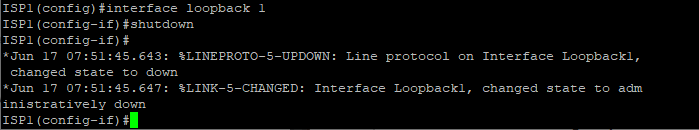 ISP1(config)#interface loopback 1
ISP1(config-if)#shutdown
ISP1(config-if)#
*Jun 17 07:51:45.643: %LINEPROTO-5-UPDOWN: Line protocol on Interface Loopback1,
 changed state to down
*Jun 17 07:51:45.647: %LINK-5-CHANGED: Interface Loopback1, changed state to adm
inistratively down
ISP1(config-if)#